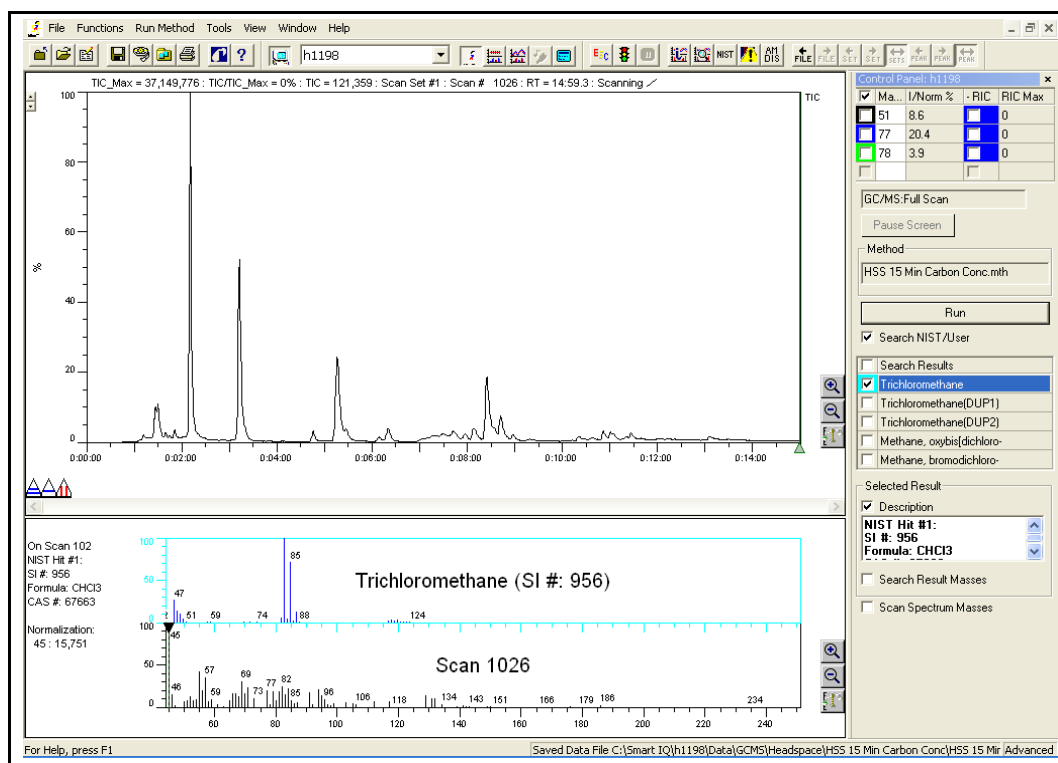 File Functions Run Method Tools View Window Help
h1198
NIST AM DIS FILE FILE SET SET SETS PEAK PEAK PEAK
TIC_Max = 37,149,776 : TIC/TIC_Max = 0% : TIC = 121,359 : Scan Set #1 : Scan # 1026 : RT = 14:59.3 : Scanning
TIC
100
80
60
%
40
20
0
0:00:00 0:02:00 0:04:00 0:06:00 0:08:00 0:10:00 0:12:00 0:14:00
On Scan 102
NIST Hit #1:
SI #: 956
Formula: CHCl3
CAS #: 67663
Normalization:
45 : 15,751
100
50
47 51 59 74 85 88 124
Trichloromethane (SI #: 956)
100
50
0
45 46 57 59 69 73 77 82 85 96 106 118 134 143 151 166 179 186 234
Scan 1026
60 80 100 120 140 160 180 200 220 240
Control Panel: h1198
Ma... I/Norm % - RIC RIC Max
51 8.6 0
77 20.4 0
78 3.9 0
GC/MS:Full Scan
Pause Screen
Method
HSS 15 Min Carbon Conc.mth
Run
Search NIST/User
Search Results
Trichloromethane
Trichloromethane(DUP1)
Trichloromethane(DUP2)
Methane, oxybis[dichloro-
Methane, bromodichloro-
Selected Result
Description
NIST Hit #1:
SI #: 956
Formula: CHCl3
Search Result Masses
Scan Spectrum Masses
For Help, press F1
Saved Data File C:\Smart IQ\h1198\Data\GCMS\Headspace\HSS 15 Min Carbon Conc\HSS 15 Mir Advanced